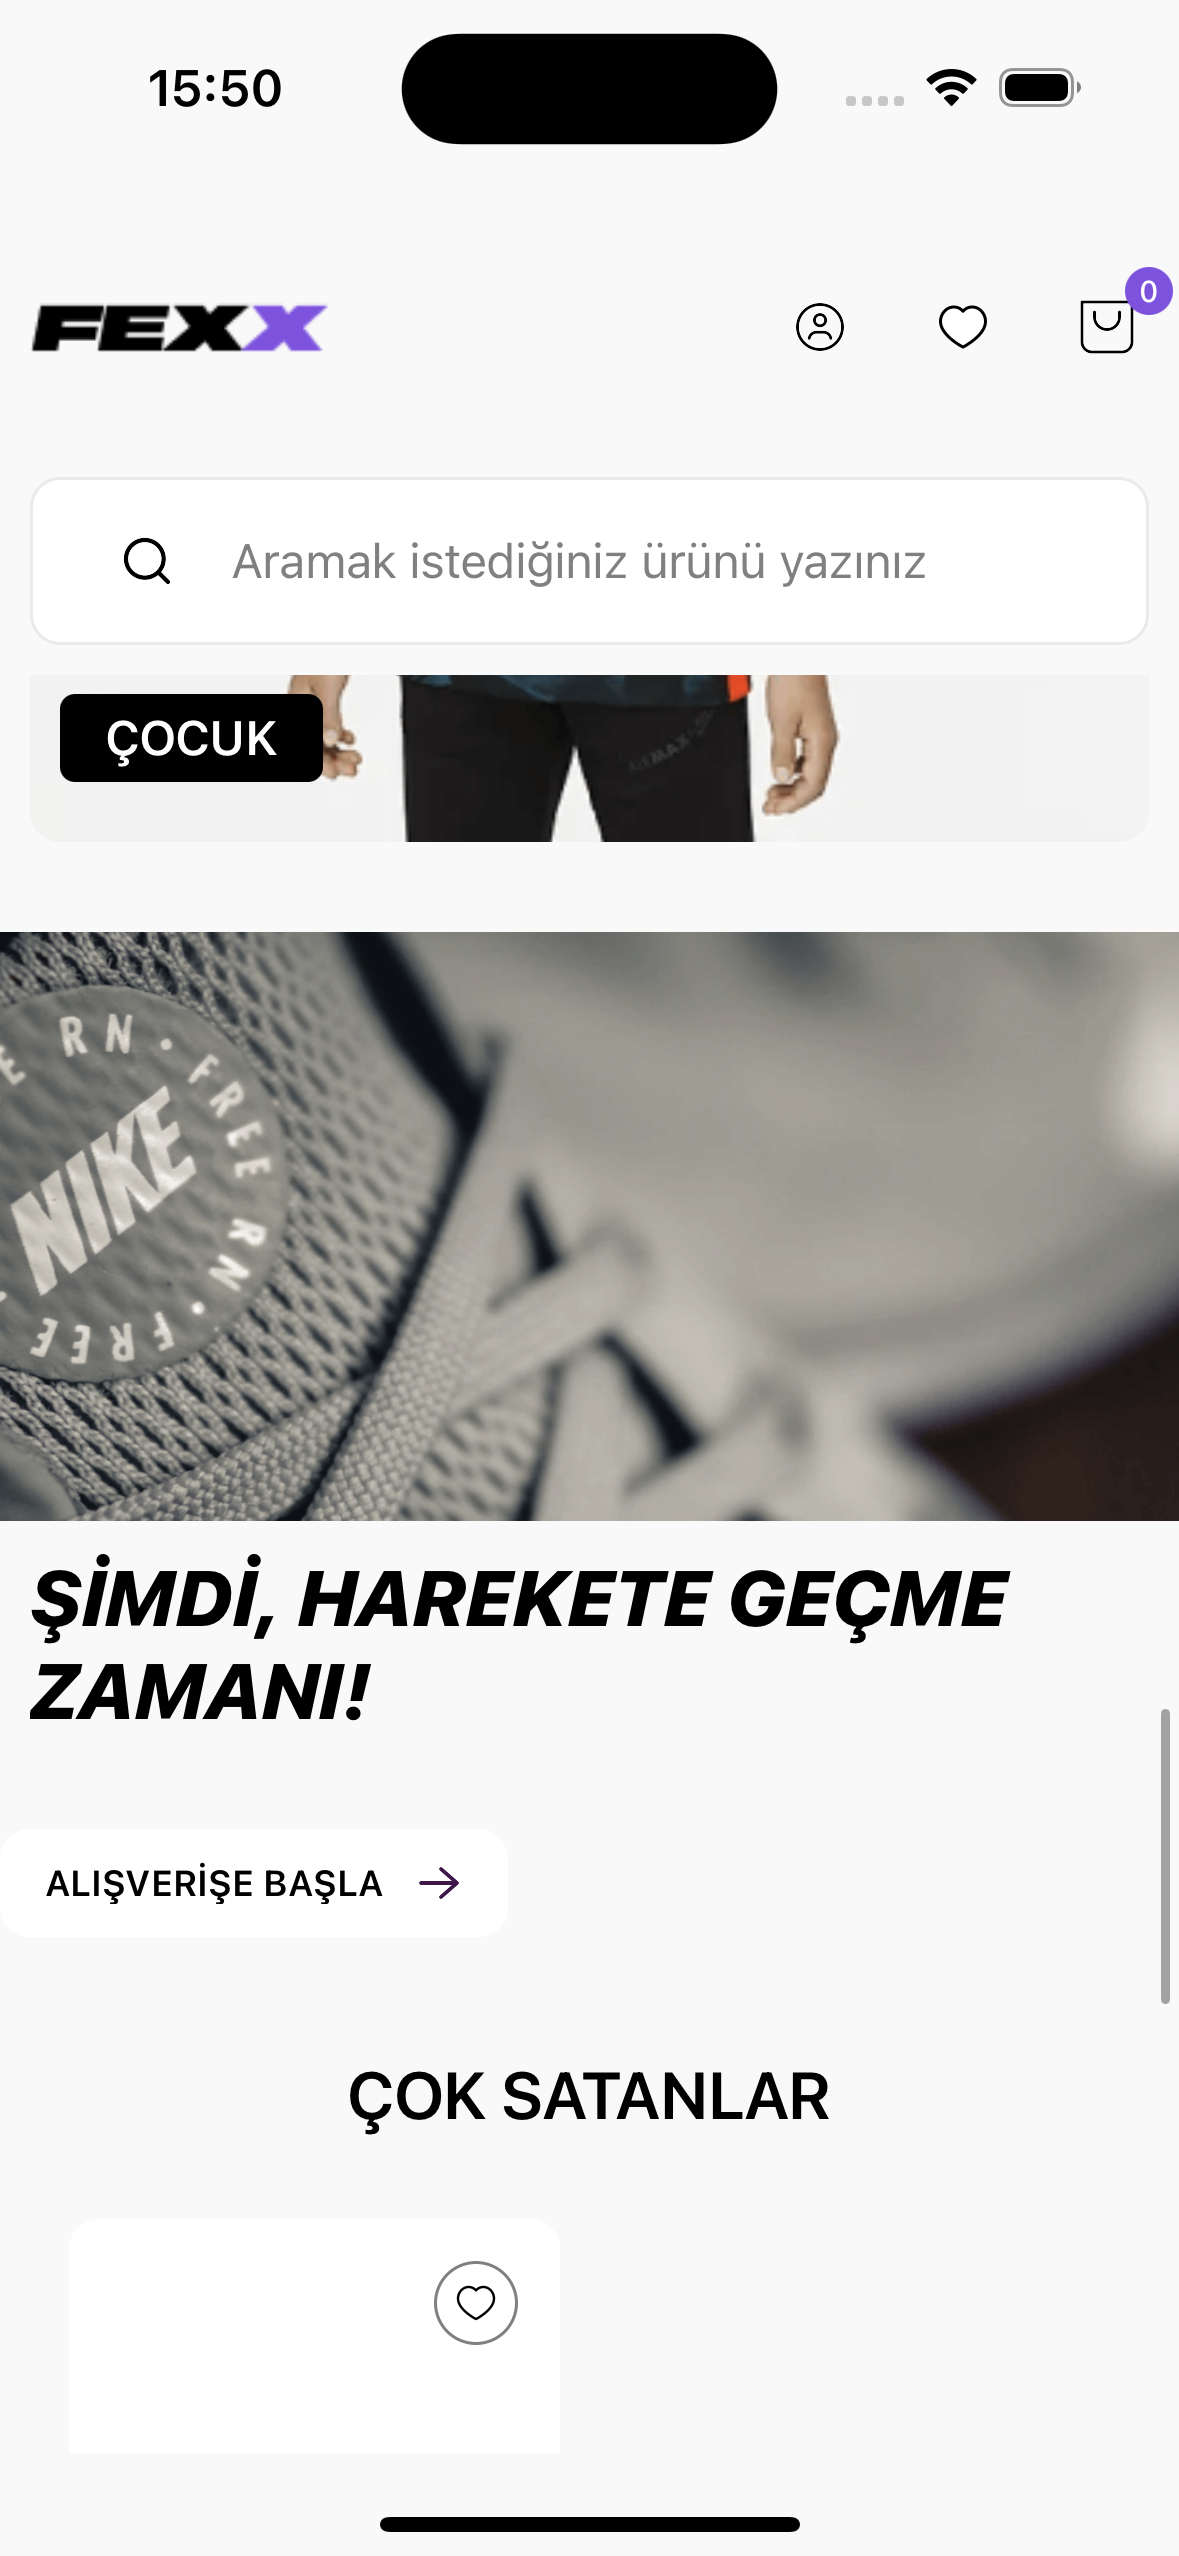 15:50
FEXX
0
Aramak istediğiniz ürünü yazınız
ÇOCUK
AIRMAX
RN · FREE RN · FREE
NIKE
ŞİMDİ, HAREKETE GEÇME
ZAMANI!
ALIŞVERİŞE BAŞLA
ÇOK SATANLAR